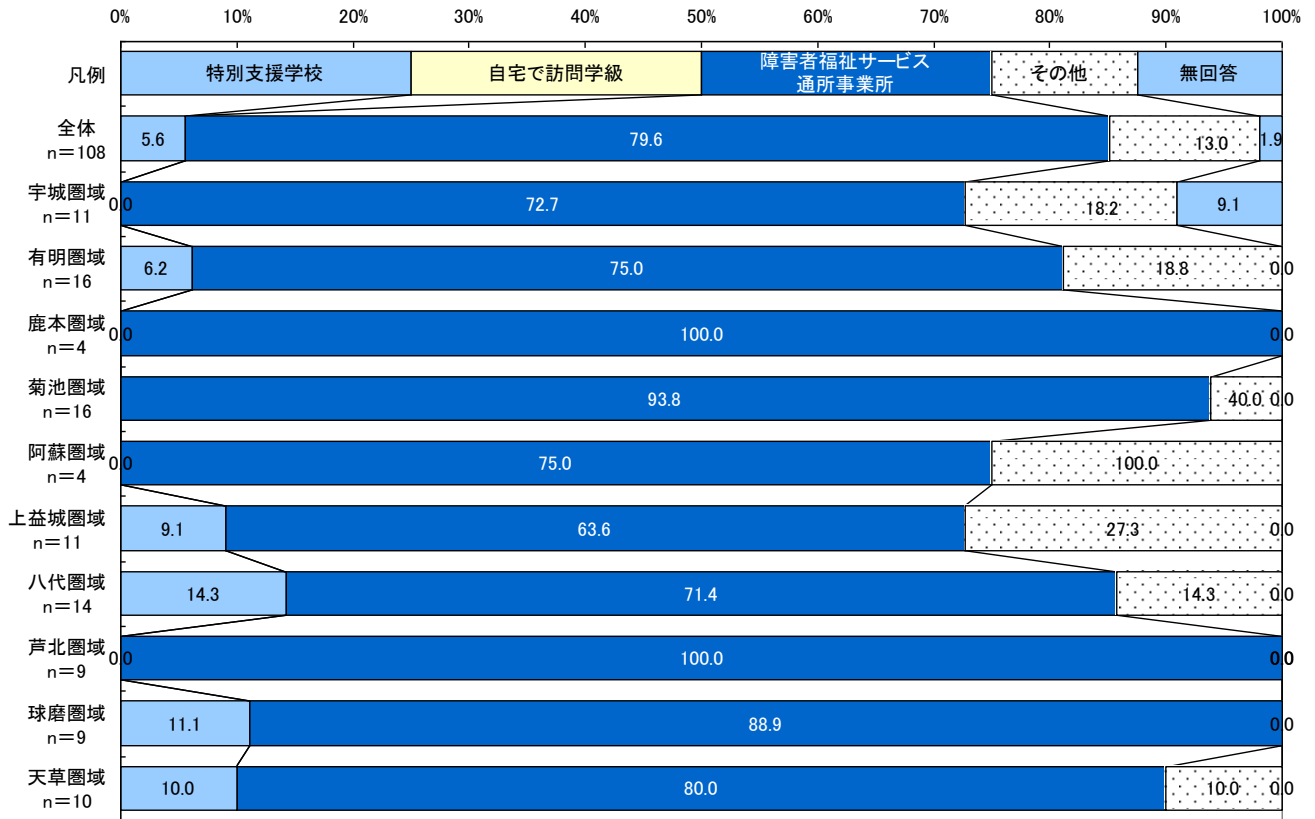 0% 10% 20% 30% 40% 50% 60% 70% 80% 90% 100%
凡例 特別支援学校 自宅で訪問学級 障害者福祉サービス
通所事業所 その他 無回答
全体
n=108
5.6 79.6 13.0 1.9
宇城圏域
n=11
0.0 72.7 18.2 9.1
有明圏域
n=16
6.2 75.0 18.8 0.0
鹿本圏域
n=4
0.0 100.0 0.0
菊池圏域
n=16
93.8 40.0 0.0
阿蘇圏域
n=4
0.0 75.0 100.0
上益城圏域
n=11
9.1 63.6 27.3 0.0
八代圏域
n=14
14.3 71.4 14.3 0.0
芦北圏域
n=9
0.0 100.0 0.0
球磨圏域
n=9
11.1 88.9 0.0
天草圏域
n=10
10.0 80.0 10.0 0.0